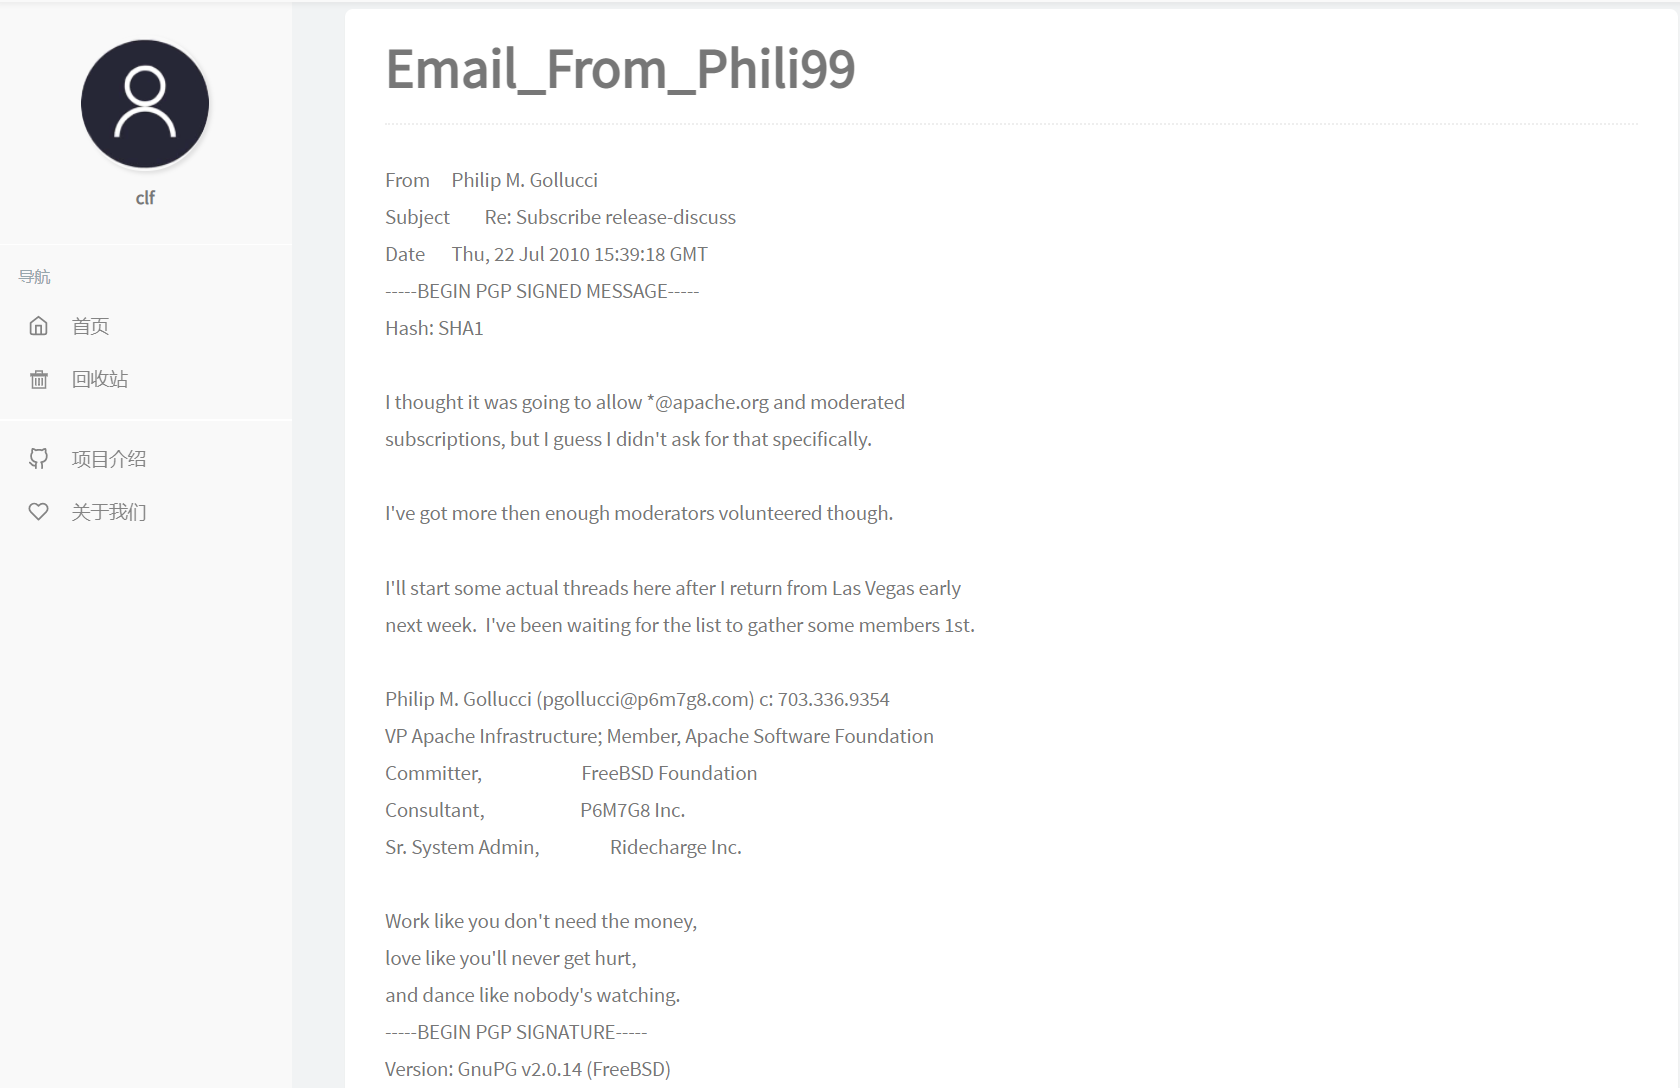 clf
导航
首页
回收站
项目介绍
关于我们
Email_From_Phili99
From Philip M. Gollucci
Subject Re: Subscribe release-discuss
Date Thu, 22 Jul 2010 15:39:18 GMT
-----BEGIN PGP SIGNED MESSAGE-----
Hash: SHA1
I thought it was going to allow *@apache.org and moderated
subscriptions, but I guess I didn't ask for that specifically.
I've got more then enough moderators volunteered though.
I'll start some actual threads here after I return from Las Vegas early
next week.  I've been waiting for the list to gather some members 1st.
Philip M. Gollucci (pgollucci@p6m7g8.com) c: 703.336.9354
VP Apache Infrastructure; Member, Apache Software Foundation
Committer, FreeBSD Foundation
Consultant, P6M7G8 Inc.
Sr. System Admin, Ridecharge Inc.
Work like you don't need the money,
love like you'll never get hurt,
and dance like nobody's watching.
-----BEGIN PGP SIGNATURE-----
Version: GnuPG v2.0.14 (FreeBSD)